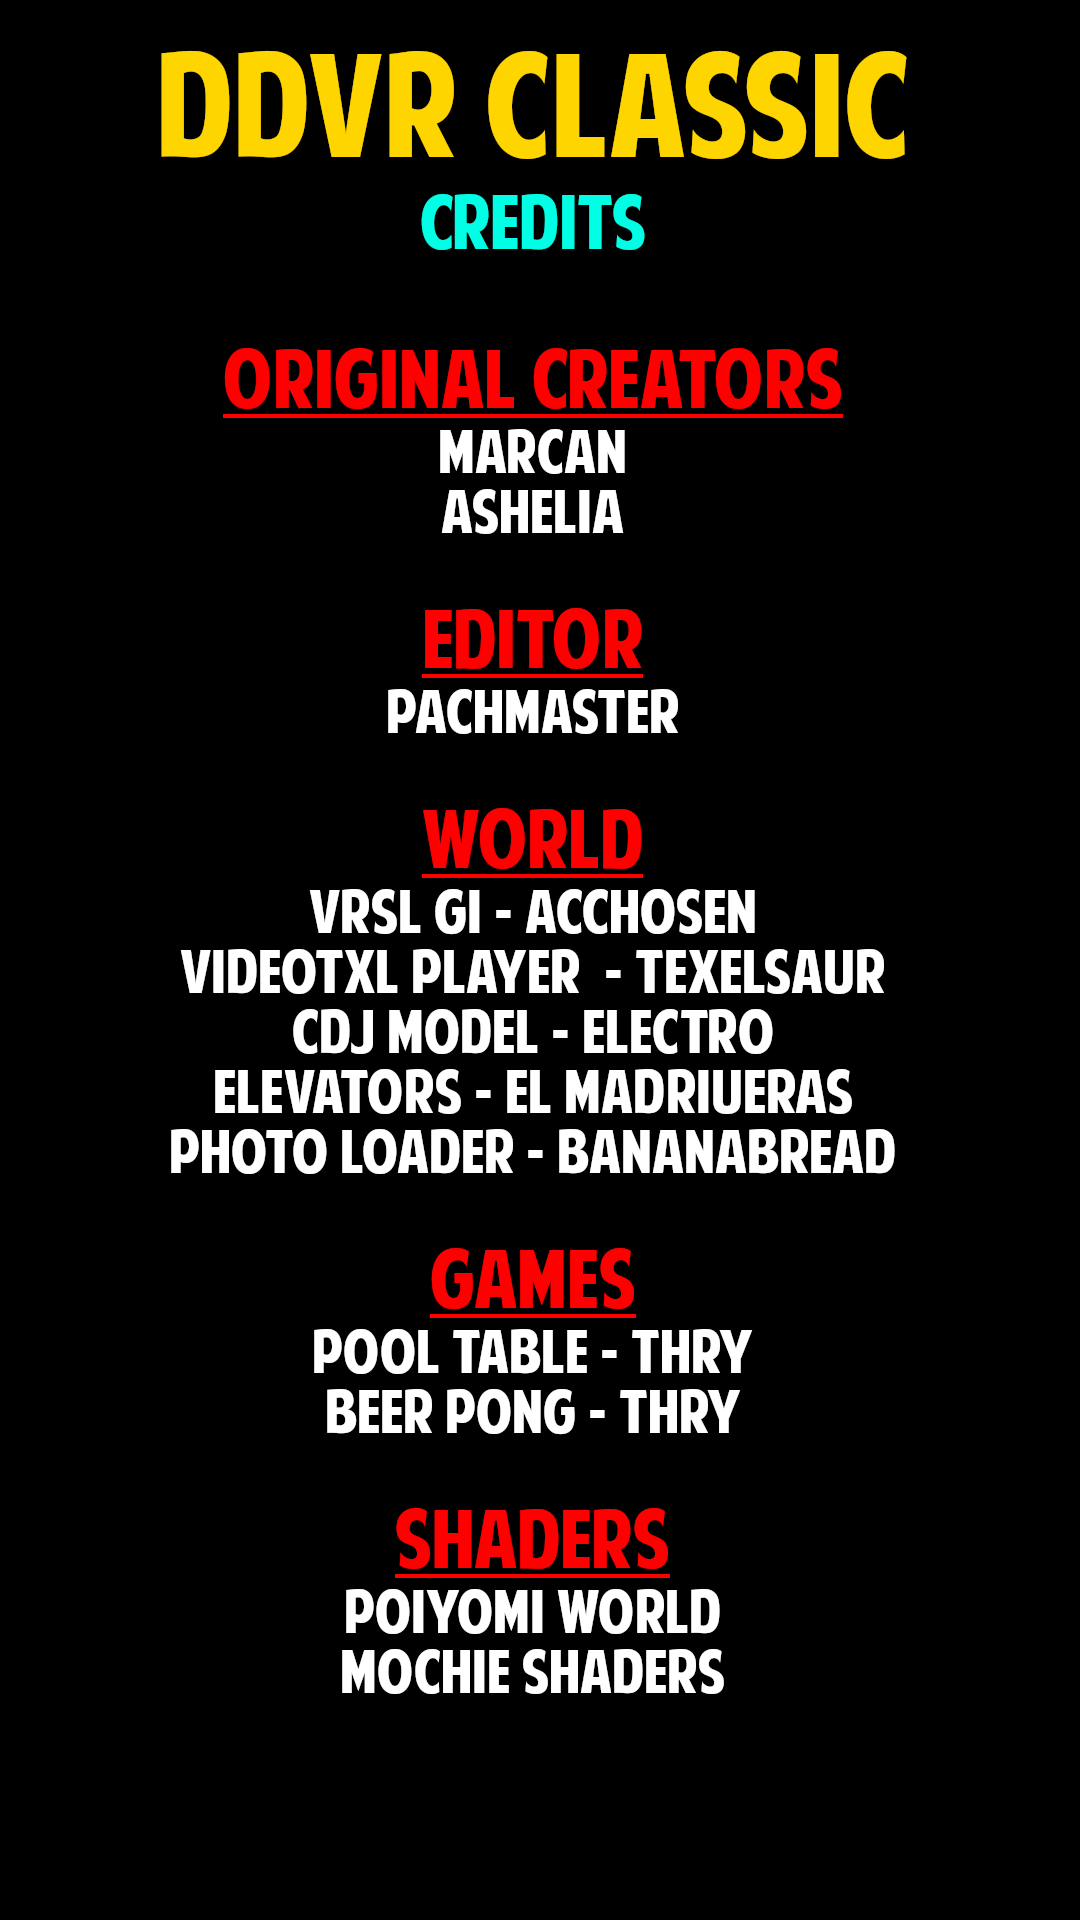 DDVR CLASSIC
CREDITS
ORIGINAL CREATORS
MARCAN
ASHELIA
EDITOR
PACHMASTER
WORLD
VRSL GI - ACCHOSEN
VIDEOTXL PLAYER  - TEXELSAUR
CDJ MODEL - ELECTRO
ELEVATORS - EL MADRIUERAS
PHOTO LOADER - BANANABREAD
GAMES
POOL TABLE - THRY
BEER PONG - THRY
SHADERS
POIYOMI WORLD
MOCHIE SHADERS